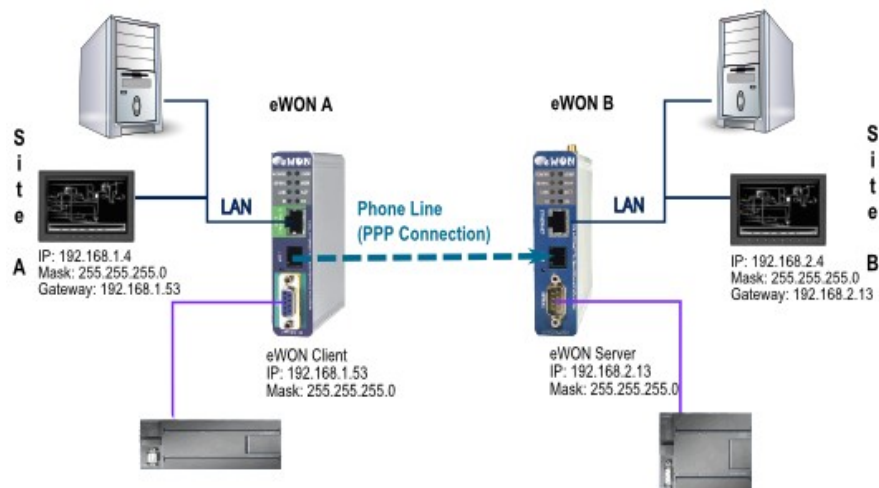 eWON A
eWON B
Site A
Site B
eWON
eWON
LAN
LAN
Phone Line
(PPP Connection)
IP: 192.168.1.4
Mask: 255.255.255.0
Gateway: 192.168.1.53
IP: 192.168.2.4
Mask: 255.255.255.0
Gateway: 192.168.2.13
eWON Client
IP: 192.168.1.53
Mask: 255.255.255.0
eWON Server
IP: 192.168.2.13
Mask: 255.255.255.0